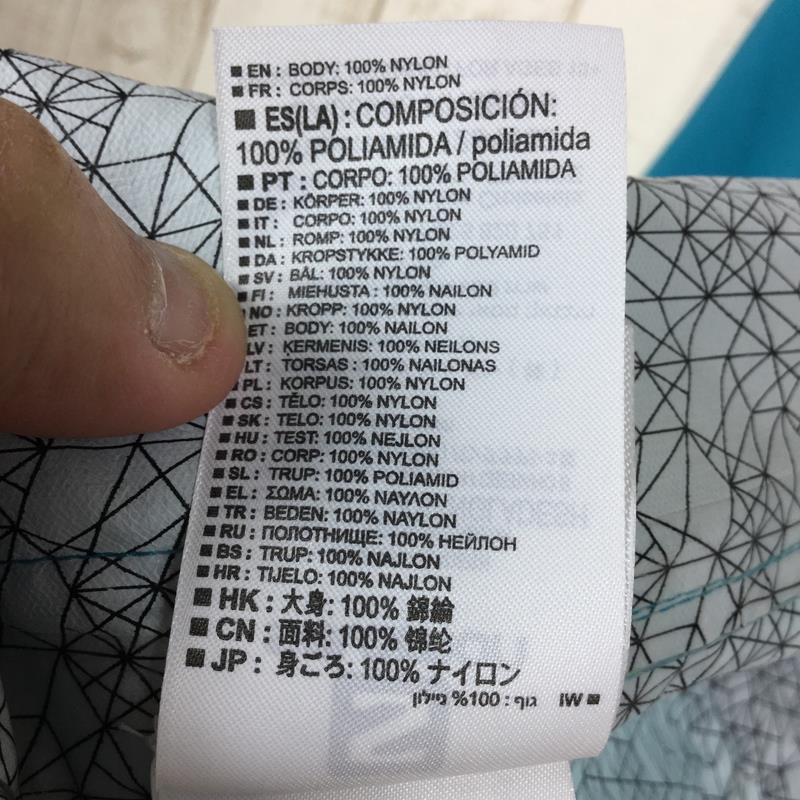 ■ EN : BODY: 100% NYLON
■ FR : CORPS: 100% NYLON
■ ES(LA) : COMPOSICIÓN:
100% POLIAMIDA / poliamida
■ PT : CORPO: 100% POLIAMIDA
■ DE : KÖRPER: 100% NYLON
■ IT : CORPO: 100% NYLON
■ NL : ROMP: 100% NYLON
■ DA : KROPSTYKKE: 100% POLYAMID
■ SV : BÅL: 100% NYLON
■ FI : MIEHUSTA : 100% NAILON
■ NO : KROPP: 100% NYLON
ET : BODY: 100% NAILON
LV : ĶERMENIS: 100% NEILONS
LT : TORSAS : 100% NAILONAS
■ PL : KORPUS: 100% NYLON
■ CS : TĚLO: 100% NYLON
■ SK : TELO: 100% NYLON
■ HU : TEST: 100% NEJLON
■ RO : CORP: 100% NYLON
■ SL : TRUP: 100% POLIAMID
■ EL : ΣΩΜΑ: 100% ΝΑΥΛΟΝ
■ TR : BEDEN: 100% NAYLON
■ RU : ПОЛОТНИЩЕ: 100% НЕЙЛОН
■ BS : TRUP: 100% NAJLON
■ HR : TIJELO: 100% NAJLON
■ HK : 大身: 100% 錦綸
■ CN : 面料: 100% 锦纶
■ JP : 身ごろ: 100% ナイロン
■ IW גוף : 100% ניילון